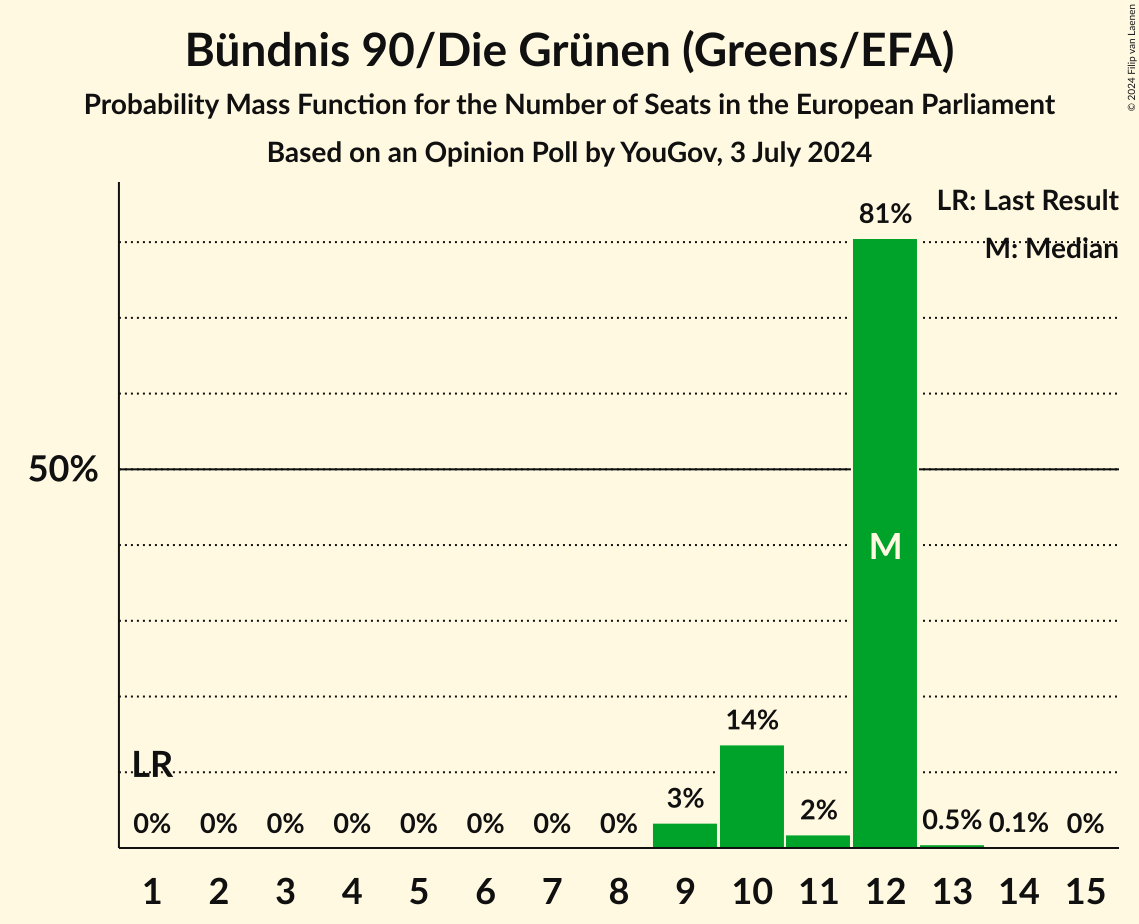 Bündnis 90/Die Grünen (Greens/EFA)
Probability Mass Function for the Number of Seats in the European Parliament
Based on an Opinion Poll by YouGov, 3 July 2024
© 2024 Filip van Laenen
LR: Last Result
M: Median
81%
50%
M
14%
LR
3%
2%
0% 0% 0% 0% 0% 0% 0% 0% 0.5% 0.1% 0%
1 2 3 4 5 6 7 8 9 10 11 12 13 14 15